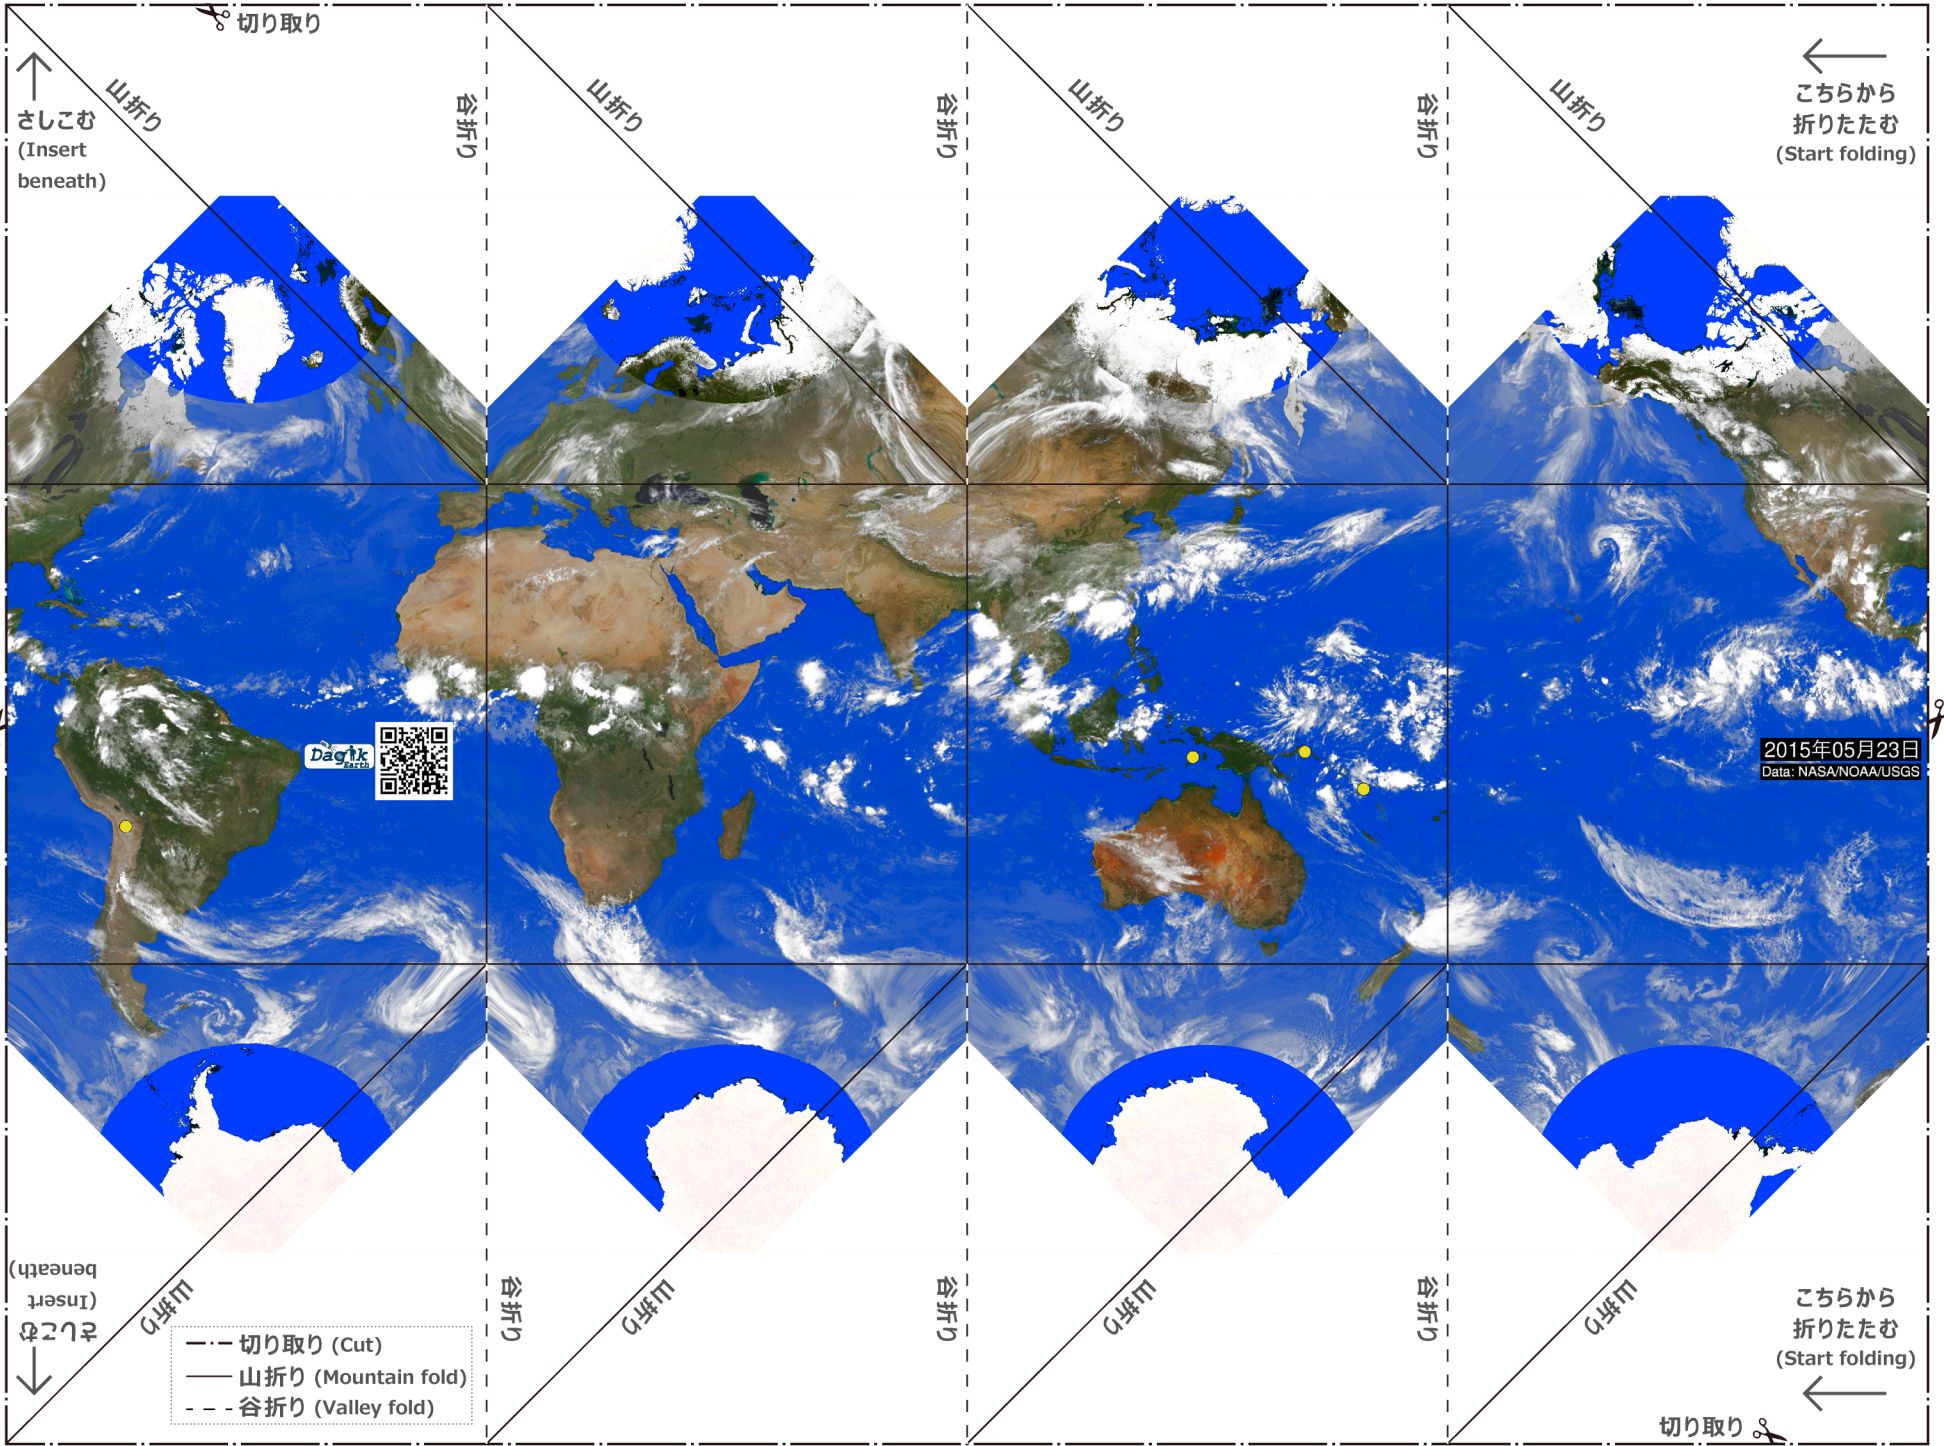 切り取り
山折り
谷折り
山折り
谷折り
山折り
谷折り
山折り
こちらから
折りたたむ
(Start folding)
さしこむ
(Insert
beneath)
Dagik
Earth
2015年05月23日
Data: NASA/NOAA/USGS
さしこむ
(Insert
beneath)
山折り
谷折り
山折り
谷折り
山折り
谷折り
山折り
こちらから
折りたたむ
(Start folding)
切り取り (Cut)
山折り (Mountain fold)
谷折り (Valley fold)
切り取り